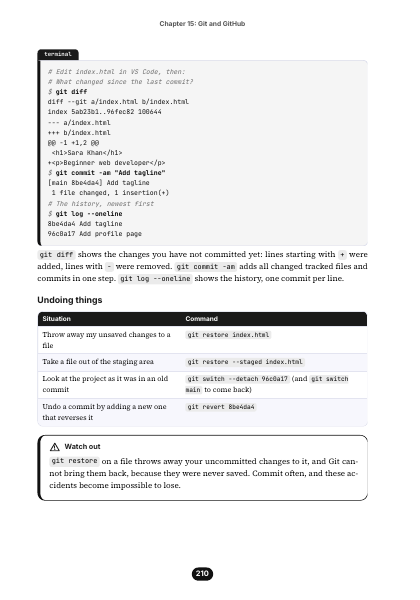 Chapter 15: Git and GitHub
terminal
# Edit index.html in VS Code, then:
# What changed since the last commit?
$ git diff
diff --git a/index.html b/index.html
index 5ab23b1..96fec82 100644
--- a/index.html
+++ b/index.html
@@ -1 +1,2 @@
<h1>Sara Khan</h1>
+<p>Beginner web developer</p>
$ git commit -am "Add tagline"
[main 8be4da4] Add tagline
1 file changed, 1 insertion(+)
# The history, newest first
$ git log --oneline
8be4da4 Add tagline
96c0a17 Add profile page
git diff shows the changes you have not committed yet: lines starting with + were
added, lines with - were removed. git commit -am adds all changed tracked files and
commits in one step. git log --oneline shows the history, one commit per line.
Undoing things
Situation Command
Throw away my unsaved changes to a git restore index.html
file
Take a file out of the staging area git restore --staged index.html
Look at the project as it was in an old git switch --detach 96c0a17 (and git switch
commit main to come back)
Undo a commit by adding a new one git revert 8be4da4
that reverses it
Watch out
git restore on a file throws away your uncommitted changes to it, and Git can-
not bring them back, because they were never saved. Commit often, and these ac-
cidents become impossible to lose.
210